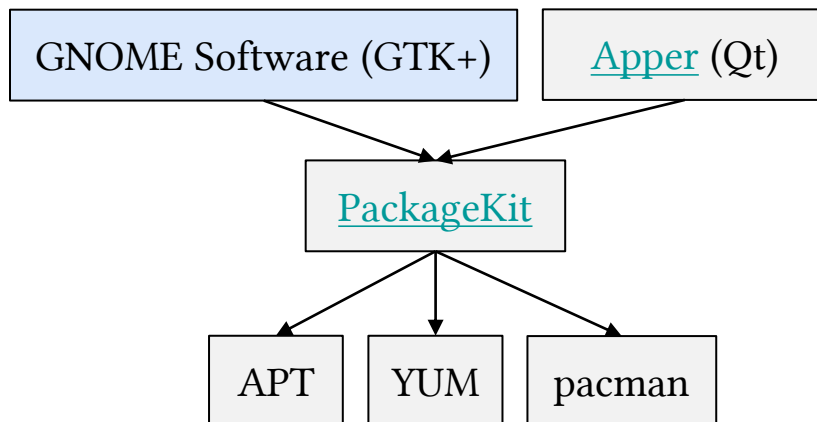 GNOME Software (GTK+)
Apper (Qt)
PackageKit
APT
YUM
pacman